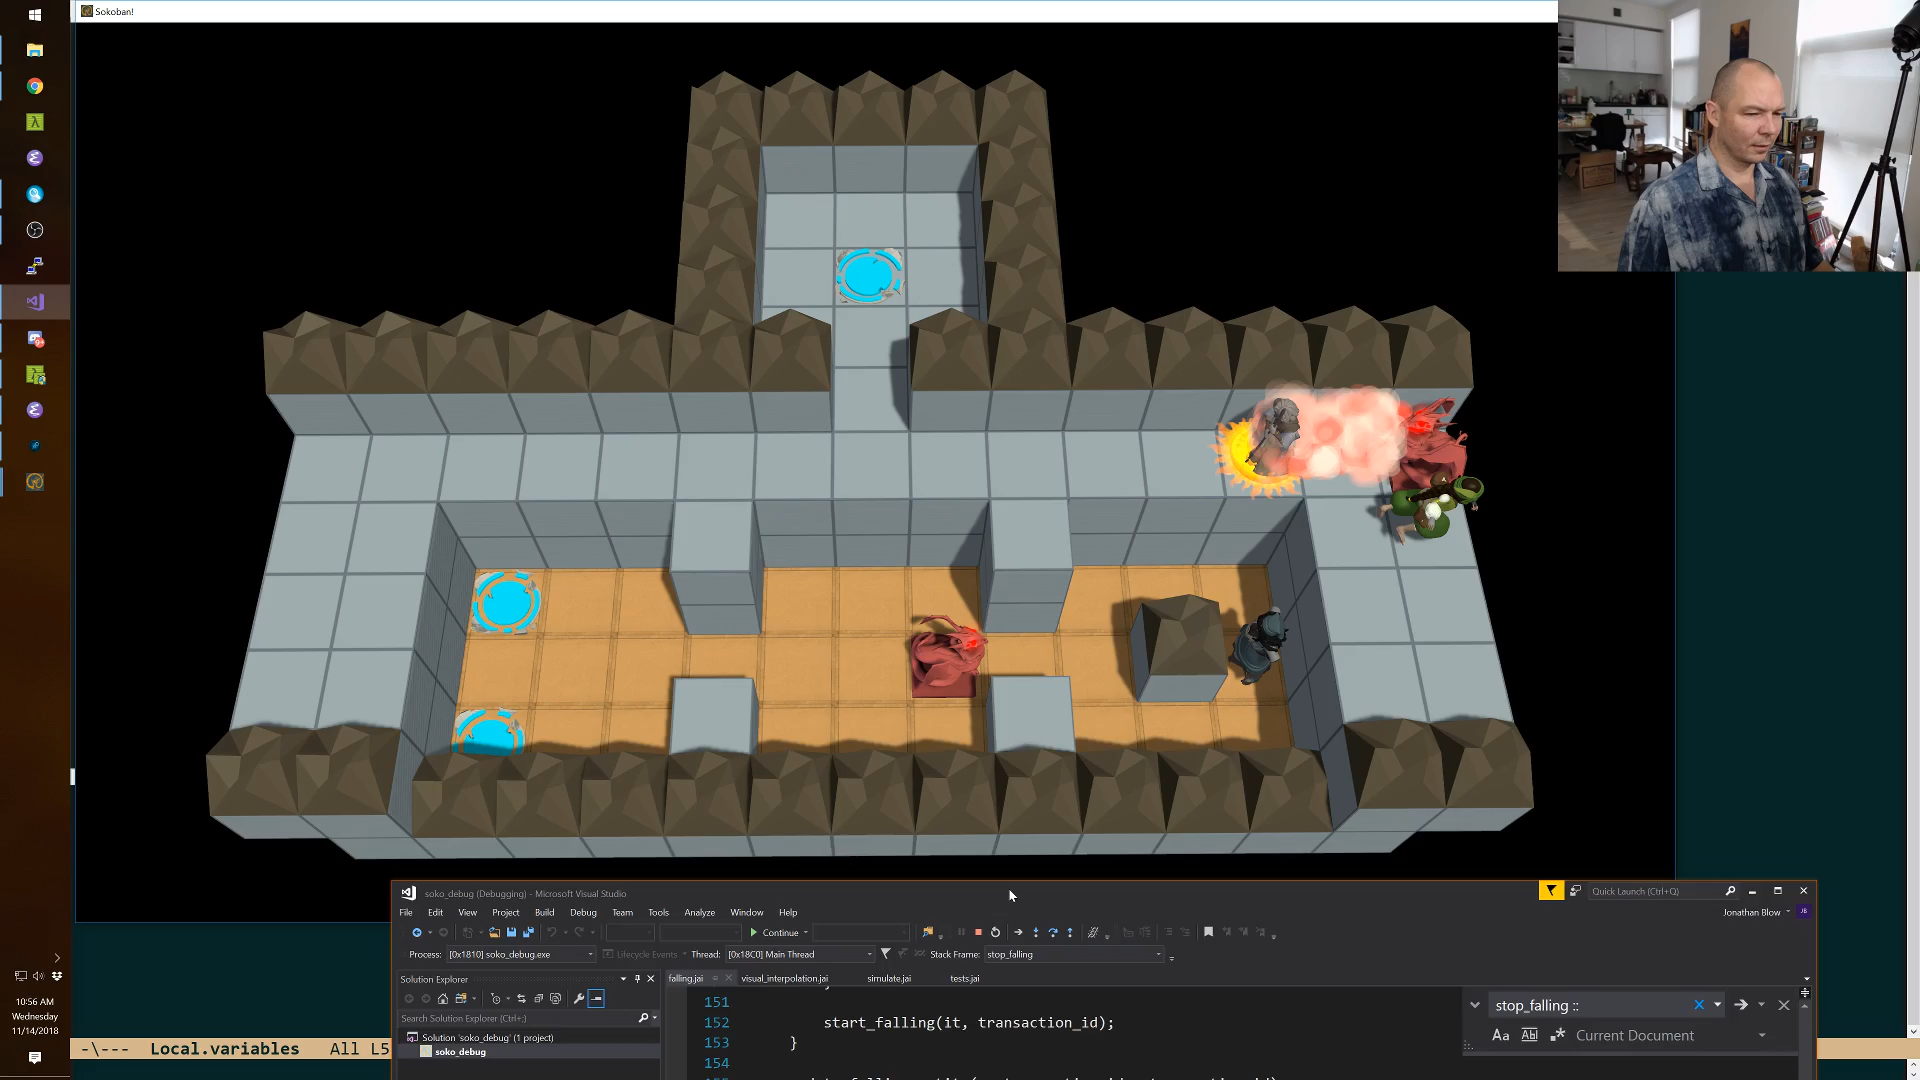 Sokoban!
soko_debug (Debugging) - Microsoft Visual Studio
Quick Launch (Ctrl+Q)
File Edit View Project Build Debug Team Tools Analyze Window Help
Jonathan Blow
JB
Continue
Process: [0x1810] soko_debug.exe Lifecycle Events Thread: [0x18C0] Main Thread Stack Frame: stop_falling
Solution Explorer
falling.jai visual_interpolation.jai simulate.jai tests.jai
Search Solution Explorer (Ctrl+;)
Solution 'soko_debug' (1 project)
soko_debug
151
152 start_falling(it, transaction_id);
153 }
154
stop_falling ::
Aa Abl Current Document
10:56 AM
Wednesday
11/14/2018
-\--- Local.variables All L5